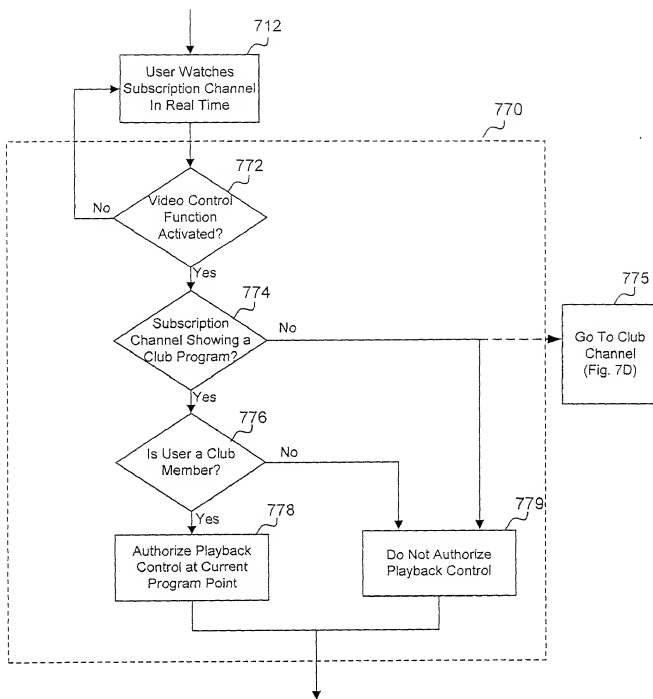 712
User Watches
Subscription Channel
In Real Time
770
772
Video Control
Function
Activated?
No
Yes
774
Subscription
Channel Showing a
Club Program?
No
775
Go To Club
Channel
(Fig. 7D)
Yes
776
Is User a Club
Member?
No
Yes
778
Authorize Playback
Control at Current
Program Point
779
Do Not Authorize
Playback Control